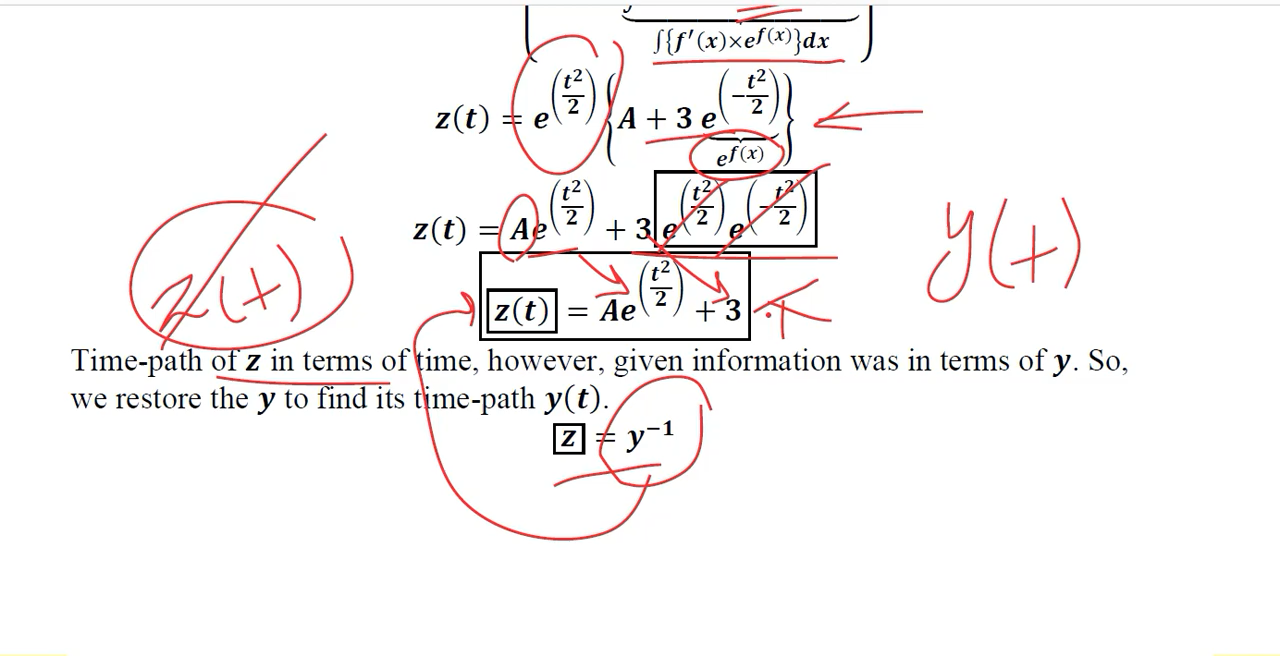 ∫{f′(x)×e^f(x)}dx
z(t) = e^(t²/2) {A + 3 e^(−t²/2)}
e^f(x)
z(t) = Ae^(t²/2) + 3 e^(t²/2) e^(−t²/2)
z(t) y(t)
z(t) = Ae^(t²/2) + 3
Time-path of z in terms of time, however, given information was in terms of y. So,
we restore the y to find its time-path y(t).
z = y⁻¹